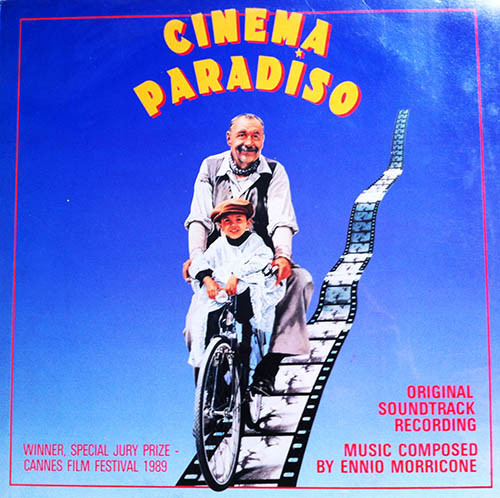 CINEMA
PARADISO
ORIGINAL
SOUNDTRACK
RECORDING
WINNER, SPECIAL JURY PRIZE -
CANNES FILM FESTIVAL 1989
MUSIC COMPOSED
BY ENNIO MORRICONE